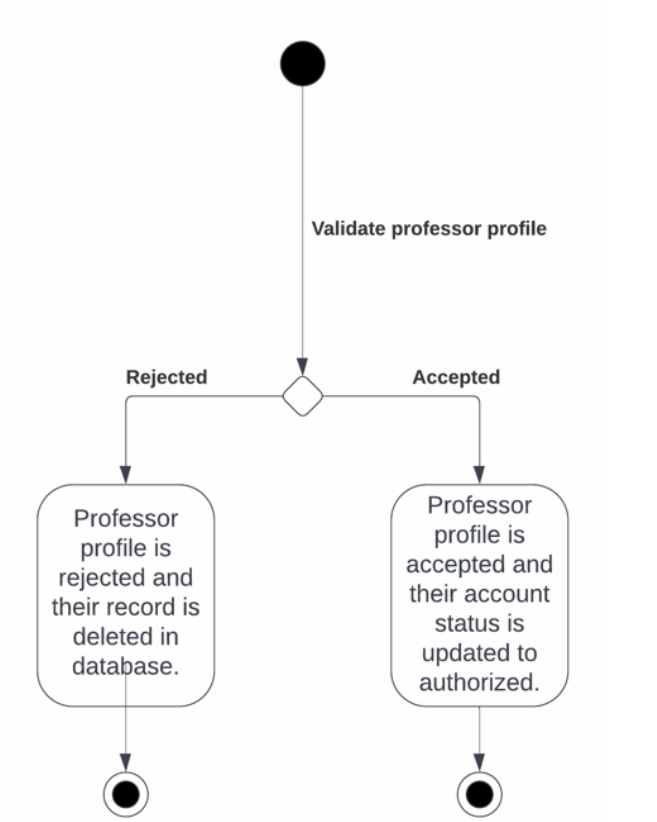 Validate professor profile
Rejected
Accepted
Professor
profile is
rejected and
their record is
deleted in
database.
Professor
profile is
accepted and
their account
status is
updated to
authorized.